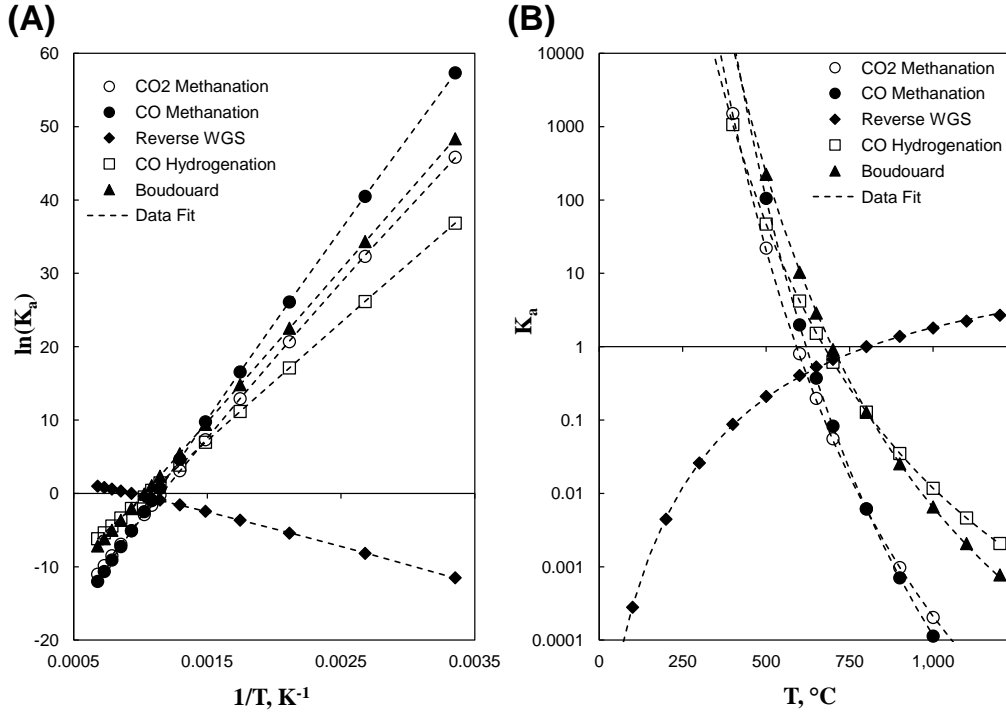 (A)
60
50
40
30
20
10
0
-10
-20
ln(Kₐ)
CO2 Methanation
CO Methanation
Reverse WGS
CO Hydrogenation
Boudouard
Data Fit
0.0005
0.0015
0.0025
0.0035
1/T, K⁻¹
(B)
10000
1000
100
10
1
0.1
0.01
0.001
0.0001
Kₐ
CO2 Methanation
CO Methanation
Reverse WGS
CO Hydrogenation
Boudouard
Data Fit
0
250
500
750
1,000
T, °C